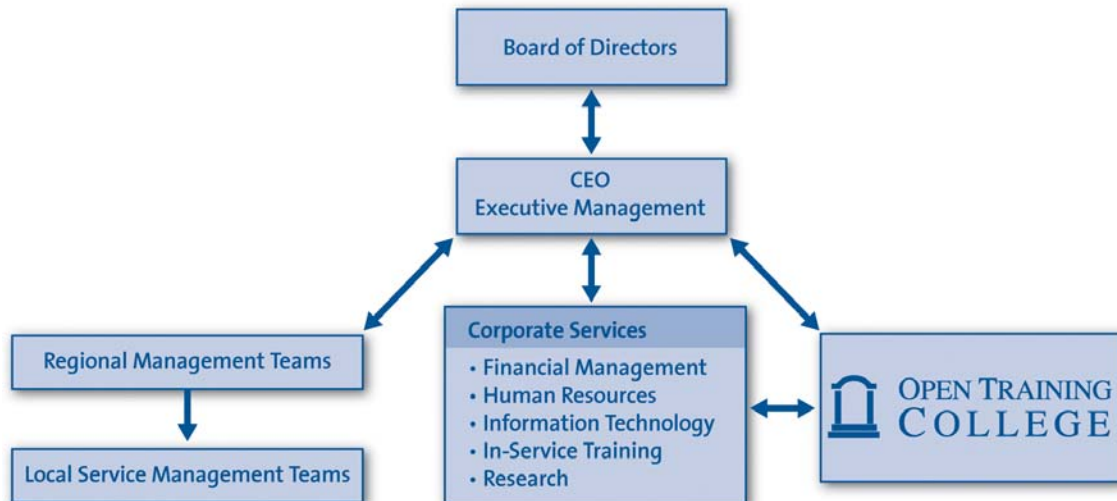 Board of Directors
CEO
Executive Management
Corporate Services
• Financial Management
• Human Resources
• Information Technology
• In-Service Training
• Research
Regional Management Teams
Local Service Management Teams
OPEN TRAINING
COLLEGE